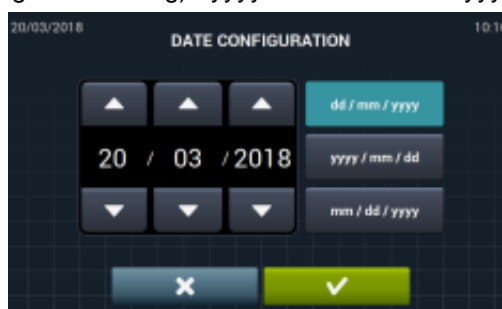 20/03/2018
DATE CONFIGURATION
dd / mm / yyyy
20 / 03 / 2018
yyyy / mm / dd
mm / dd / yyyy